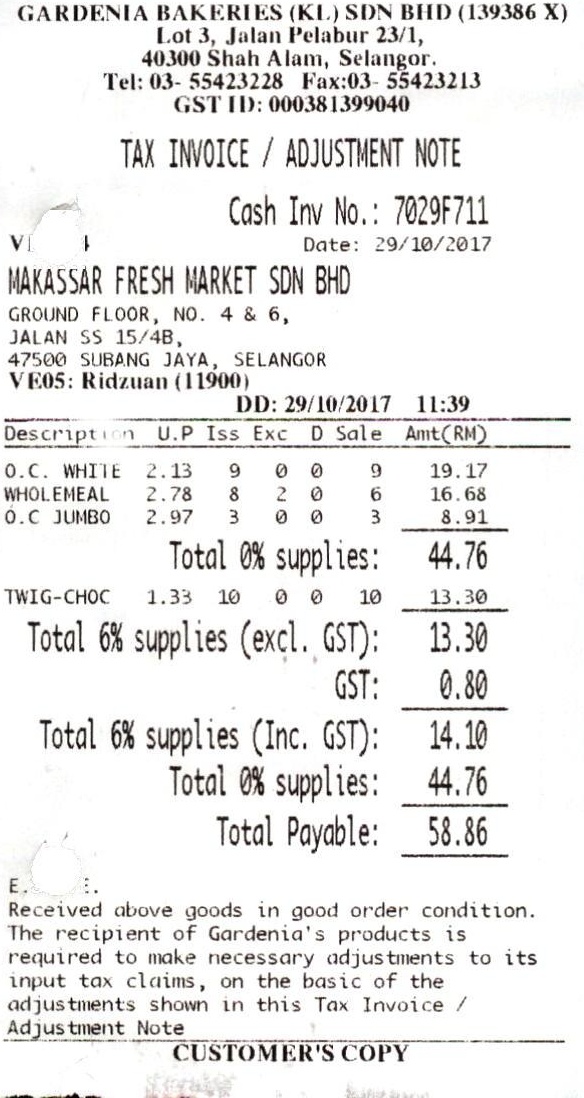 GARDENIA BAKERIES (KL) SDN BHD (139386 X)
Lot 3, Jalan Pelabur 23/1,
40300 Shah Alam, Selangor.
Tel: 03- 55423228 Fax:03- 55423213
GST ID: 000381399040
TAX INVOICE / ADJUSTMENT NOTE
Cash Inv No.: 7029F711
Date: 29/10/2017
MAKASSAR FRESH MARKET SDN BHD
GROUND FLOOR, NO. 4 & 6,
JALAN SS 15/4B,
47500 SUBANG JAYA, SELANGOR
VE05: Ridzuan (11900)
DD: 29/10/2017 11:39
Description U.P Iss Exc D Sale Amt(RM)
O.C. WHITE 2.13 9 0 0 9 19.17
WHOLEMEAL 2.78 8 2 0 6 16.68
O.C JUMBO 2.97 3 0 0 3 8.91
Total 0% supplies: 44.76
TWIG-CHOC 1.33 10 0 0 10 13.30
Total 6% supplies (excl. GST): 13.30
GST: 0.80
Total 6% supplies (Inc. GST): 14.10
Total 0% supplies: 44.76
Total Payable: 58.86
Received above goods in good order condition.
The recipient of Gardenia's products is
required to make necessary adjustments to its
input tax claims, on the basic of the
adjustments shown in this Tax Invoice /
Adjustment Note
CUSTOMER'S COPY